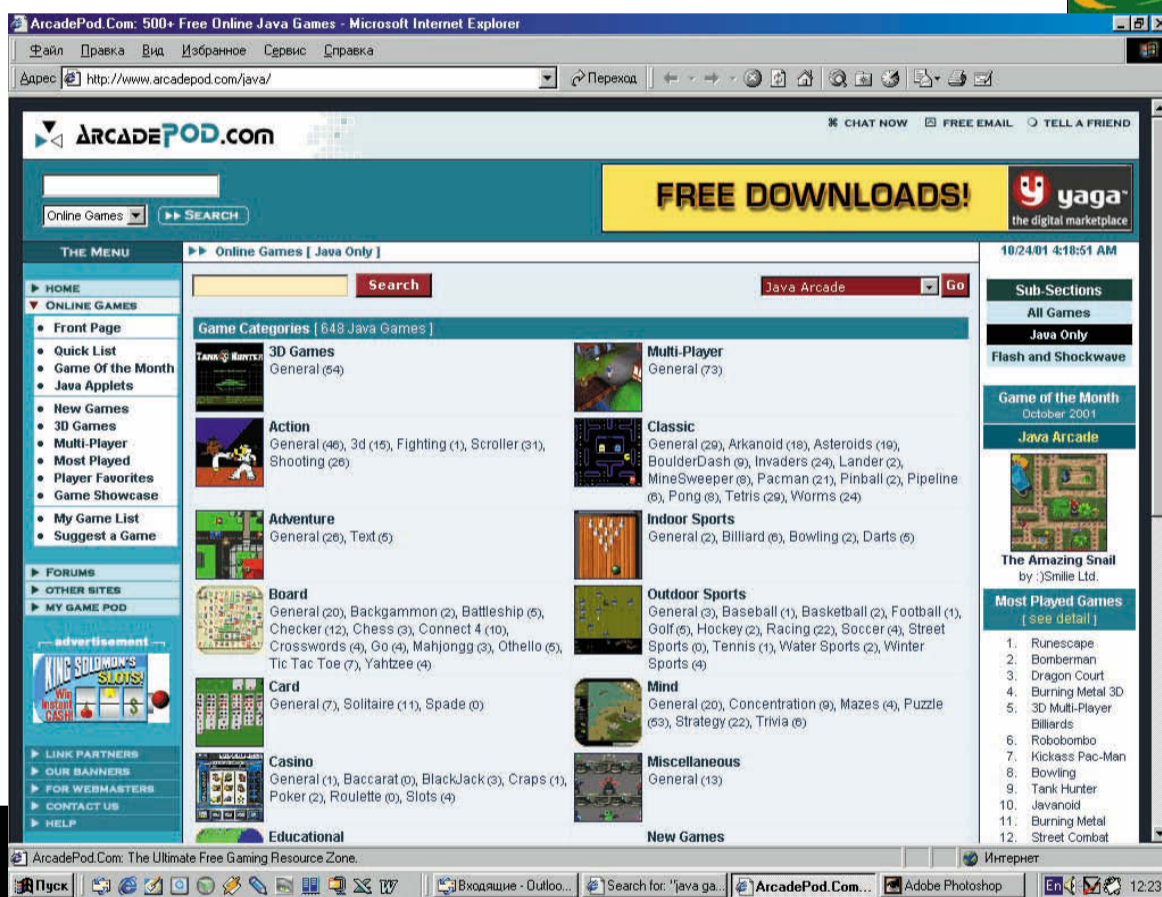 ArcadePod.Com: 500+ Free Online Java Games - Microsoft Internet Explorer
Файл Правка Вид Избранное Сервис Справка
Адрес http://www.arcadepod.com/java/ Переход
ARCADEPOD.com
CHAT NOW FREE EMAIL TELL A FRIEND
FREE DOWNLOADS!
yaga
the digital marketplace
Online Games SEARCH
THE MENU
HOME
ONLINE GAMES
Front Page
Quick List
Game Of the Month
Java Applets
New Games
3D Games
Multi-Player
Most Played
Player Favorites
Game Showcase
My Game List
Suggest a Game
FORUMS
OTHER SITES
MY GAME POD
advertisement
KING SOLOMON'S
SLOTS!
Win
Instant
CASH!
LINK PARTNERS
OUR BANNERS
FOR WEBMASTERS
CONTACT US
HELP
Online Games [ Java Only ]
Search
Java Arcade Go
Game Categories [ 648 Java Games ]
TANK HUNTER
3D Games
General (54)
Action
General (46), 3d (15), Fighting (1), Scroller (31),
Shooting (26)
Adventure
General (26), Text (5)
Board
General (20), Backgammon (2), Battleship (5),
Checker (12), Chess (3), Connect 4 (10),
Crosswords (4), Go (4), Mahjongg (3), Othello (5),
Tic Tac Toe (7), Yahtzee (4)
Card
General (7), Solitaire (11), Spade (0)
Casino
General (1), Baccarat (0), BlackJack (3), Craps (1),
Poker (2), Roulette (0), Slots (4)
Educational
Multi-Player
General (73)
Classic
General (29), Arkanoid (18), Asteroids (19),
BoulderDash (9), Invaders (24), Lander (2),
MineSweeper (8), Pacman (21), Pinball (2), Pipeline
(6), Pong (8), Tetris (29), Worms (24)
Indoor Sports
General (2), Billiard (6), Bowling (2), Darts (5)
Outdoor Sports
General (3), Baseball (1), Basketball (2), Football (1),
Golf (5), Hockey (2), Racing (22), Soccer (4), Street
Sports (0), Tennis (1), Water Sports (2), Winter
Sports (4)
Mind
General (20), Concentration (9), Mazes (4), Puzzle
(53), Strategy (22), Trivia (6)
Miscellaneous
General (13)
New Games
10/24/01 4:18:51 AM
Sub-Sections
All Games
Java Only
Flash and Shockwave
Game of the Month
October 2001
Java Arcade
The Amazing Snail
by :)Smilie Ltd.
Most Played Games
[ see detail ]
1. Runescape
2. Bomberman
3. Dragon Court
4. Burning Metal 3D
5. 3D Multi-Player
Billiards
6. Robobombo
7. Kickass Pac-Man
8. Bowling
9. Tank Hunter
10. Javanoid
11. Burning Metal
12. Street Combat
ArcadePod.Com: The Ultimate Free Gaming Resource Zone. Интернет
Пуск Входящие - Outloo... Search for: "java ga... ArcadePod.Com... Adobe Photoshop En 12:23